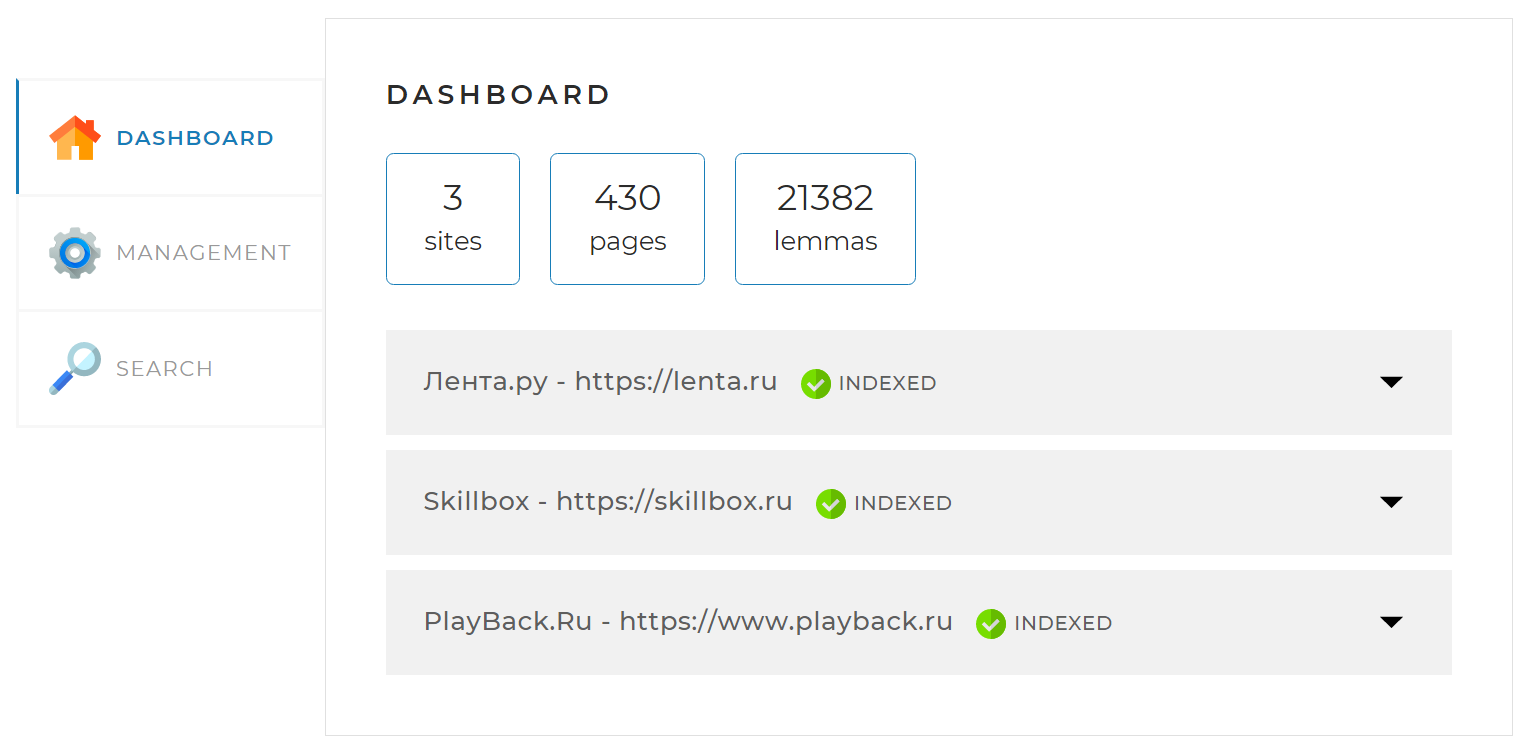 DASHBOARD
MANAGEMENT
SEARCH
DASHBOARD
3
sites
430
pages
21382
lemmas
Лента.ру - https://lenta.ru INDEXED
Skillbox - https://skillbox.ru INDEXED
PlayBack.Ru - https://www.playback.ru INDEXED